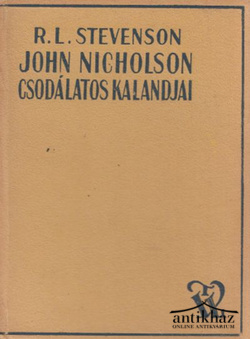 R. L. STEVENSON
JOHN NICHOLSON
CSODÁLATOS KALANDJAI
antikház
ONLINE ANTIKVÁRIUM